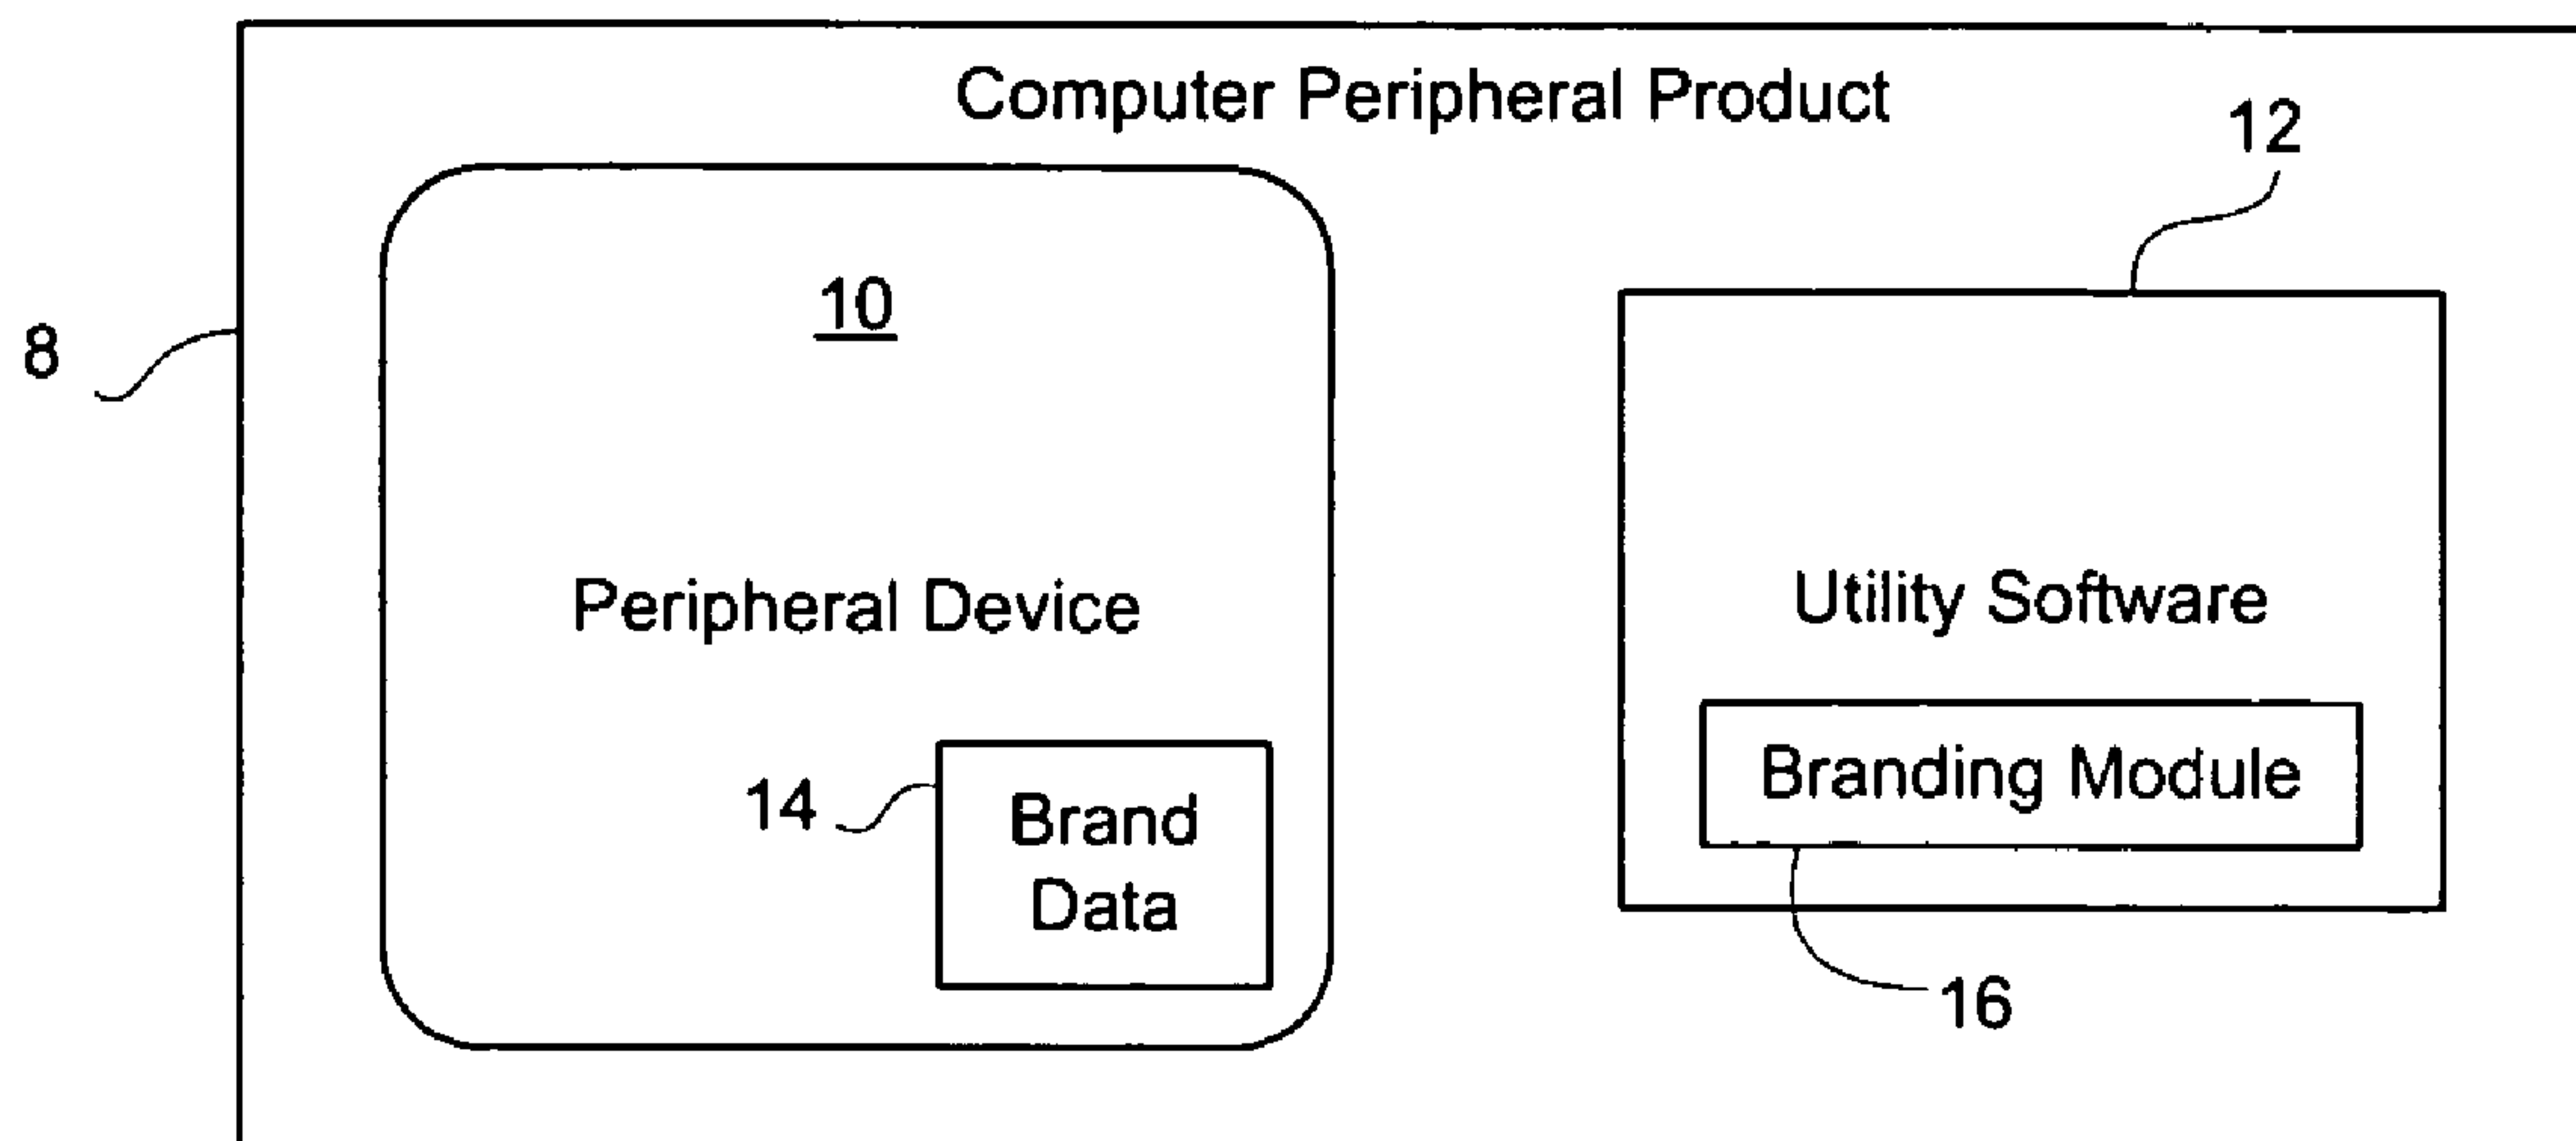 Computer Peripheral Product
12
10
8
Peripheral Device
Utility Software
Branding Module
14
Brand
Data
16